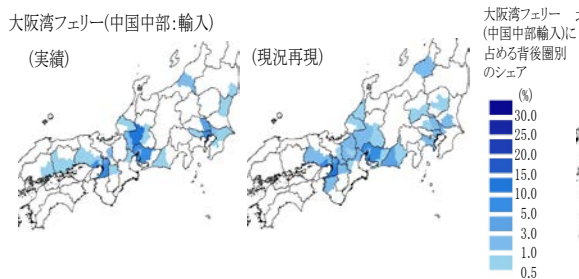 大阪湾フェリー(中国中部:輸入)
(実績)
(現況再現)
大阪湾フェリー
(中国中部輸入)に
占める背後圏別
のシェア
(%)
30.0
25.0
20.0
15.0
10.0
5.0
3.0
1.0
0.5